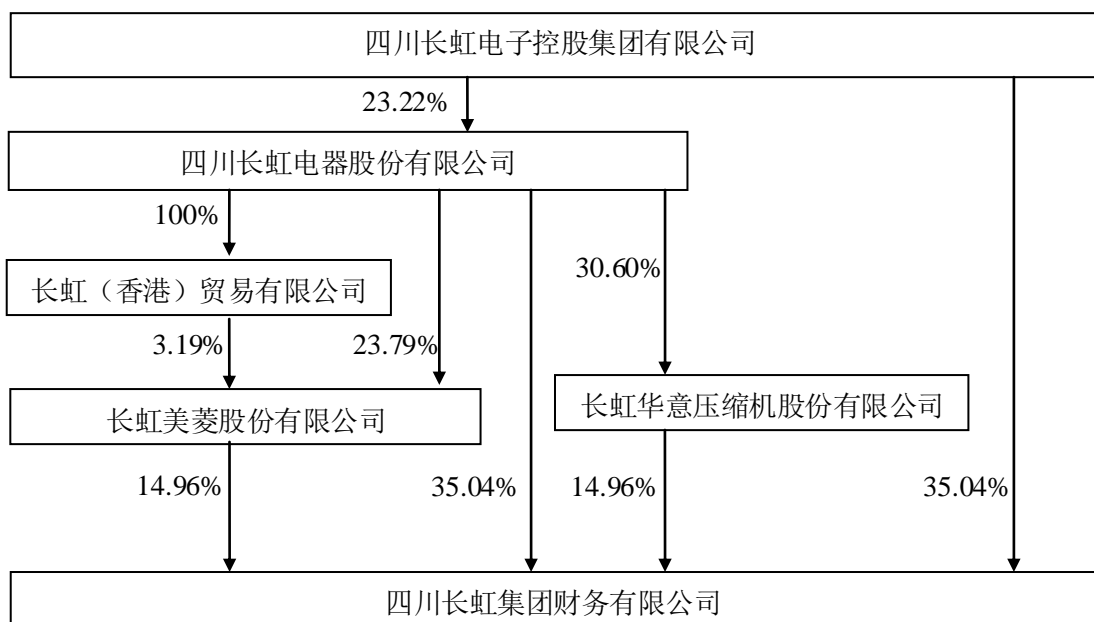 四川长虹电子控股集团有限公司
23.22%
四川长虹电器股份有限公司
100%
30.60%
长虹（香港）贸易有限公司
3.19%
23.79%
长虹美菱股份有限公司
长虹华意压缩机股份有限公司
14.96%
35.04%
14.96%
35.04%
四川长虹集团财务有限公司